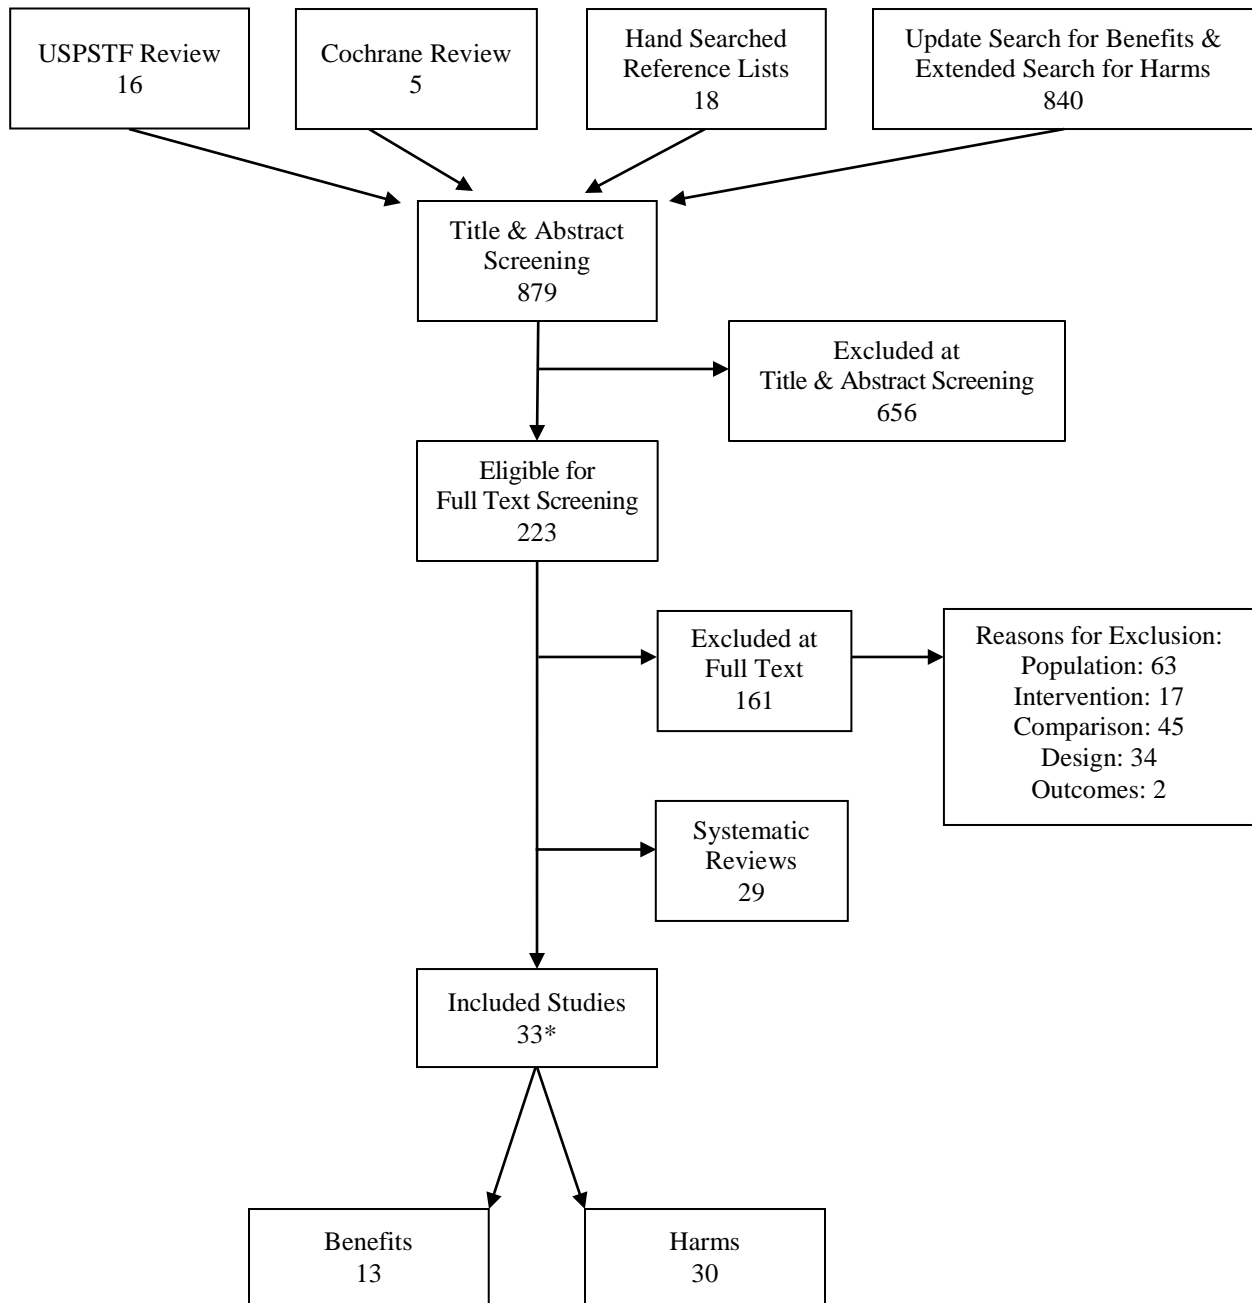 USPSTF Review
16
Cochrane Review
5
Hand Searched
Reference Lists
18
Update Search for Benefits &
Extended Search for Harms
840
Title & Abstract
Screening
879
Excluded at
Title & Abstract Screening
656
Eligible for
Full Text Screening
223
Excluded at
Full Text
161
Reasons for Exclusion:
Population: 63
Intervention: 17
Comparison: 45
Design: 34
Outcomes: 2
Systematic
Reviews
29
Included Studies
33*
Benefits
13
Harms
30